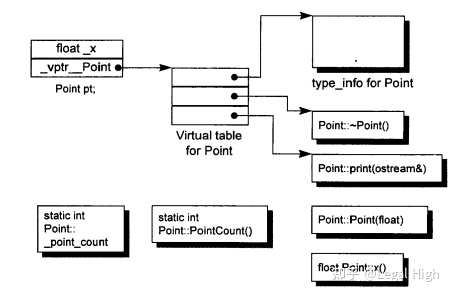 float _x
_vptr__Point
Point pt;
Virtual table
for Point
type_info for Point
Point::~Point()
Point::print(ostream&)
static int
Point::
_point_count
static int
Point::PointCount()
Point::Point(float)
float Point::x()
知乎 @Legal High